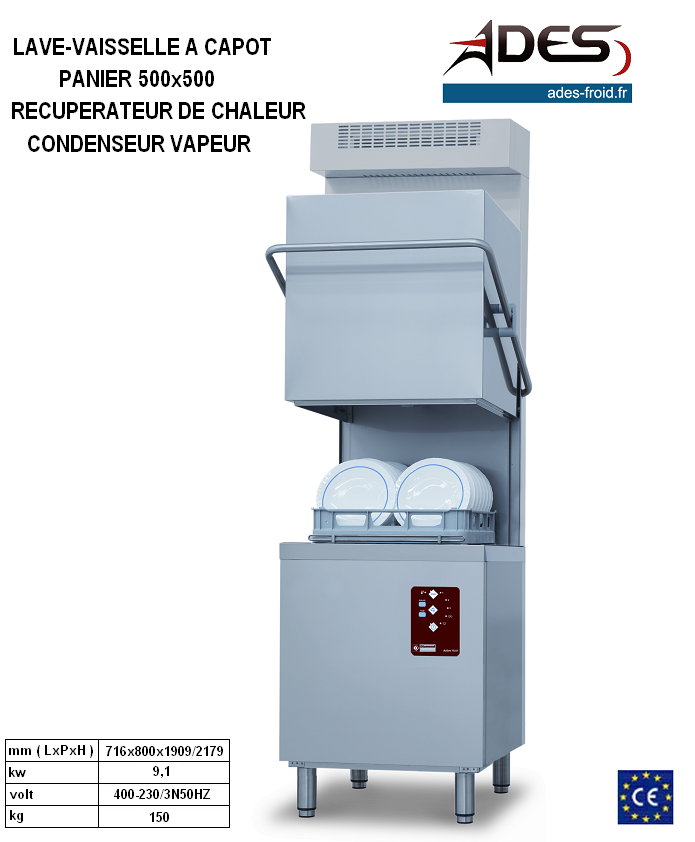 LAVE-VAISSELLE A CAPOT
PANIER 500x500
RECUPERATEUR DE CHALEUR
CONDENSEUR VAPEUR
ADES
ades-froid.fr
mm ( LxPxH ) 716x800x1909/2179
kw 9,1
volt 400-230/3N50HZ
kg 150
CE